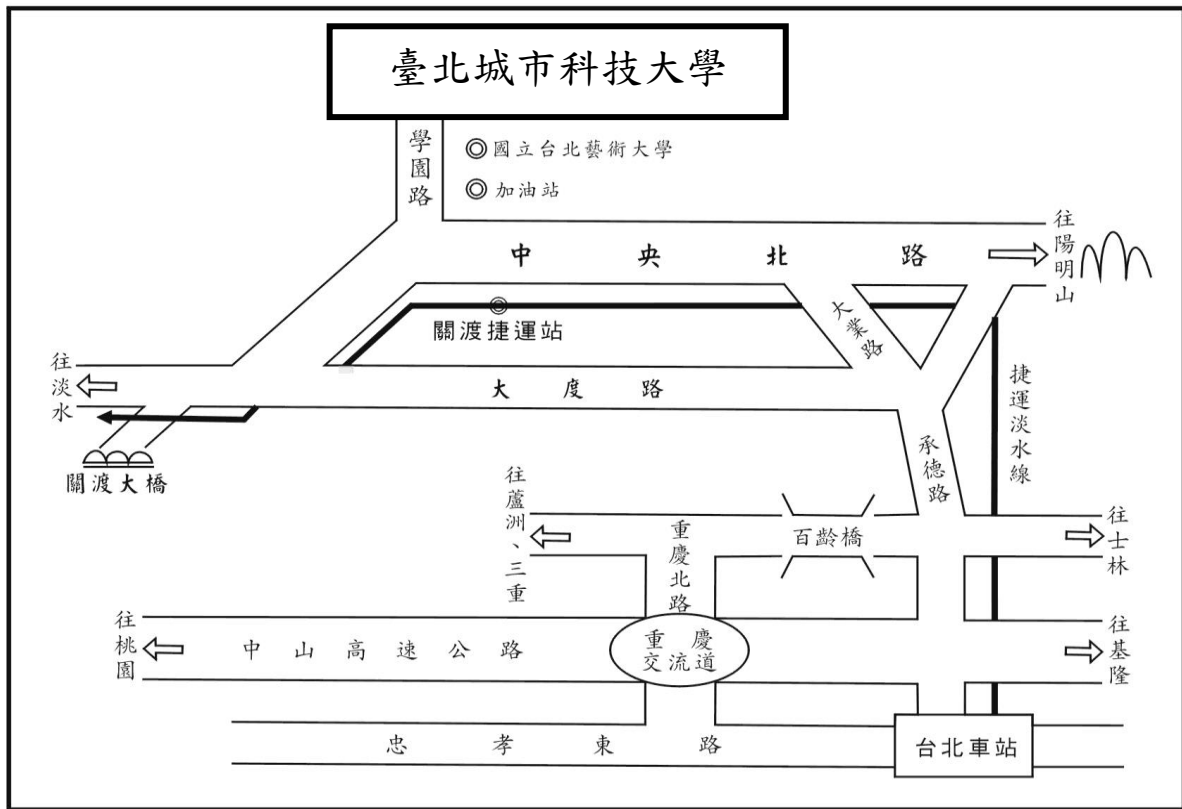 臺北城市科技大學
學園路
國立台北藝術大學
加油站
中央北路
往陽明山
關渡捷運站
大業路
往淡水
大度路
捷運淡水線
關渡大橋
承德路
往蘆洲、三重
重慶北路
百齡橋
往士林
往桃園
中山高速公路
重慶
交流道
往基隆
忠孝東路
台北車站